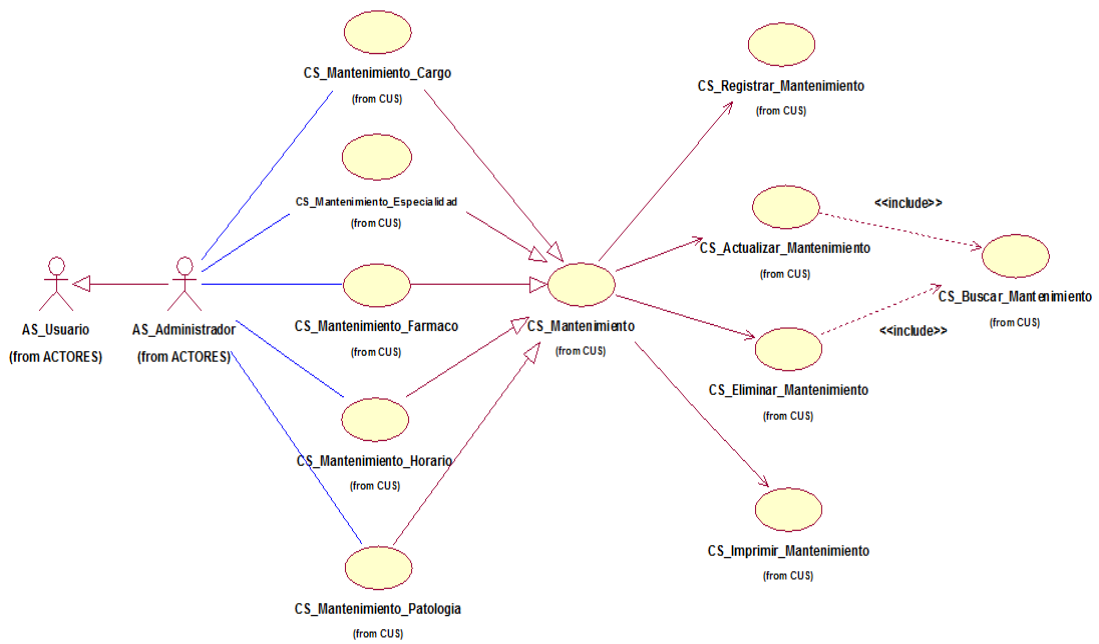 CS_Mantenimiento_Cargo
(from CUS)
CS_Registrar_Mantenimiento
(from CUS)
CS_Mantenimiento_Especialidad
(from CUS)
<<include>>
CS_Actualizar_Mantenimiento
(from CUS)
CS_Buscar_Mantenimiento
(from CUS)
AS_Usuario
(from ACTORES)
AS_Administrador
(from ACTORES)
CS_Mantenimiento_Farmaco
(from CUS)
CS_Mantenimiento
(from CUS)
<<include>>
CS_Eliminar_Mantenimiento
(from CUS)
CS_Mantenimiento_Horario
(from CUS)
CS_Imprimir_Mantenimiento
(from CUS)
CS_Mantenimiento_Patologia
(from CUS)